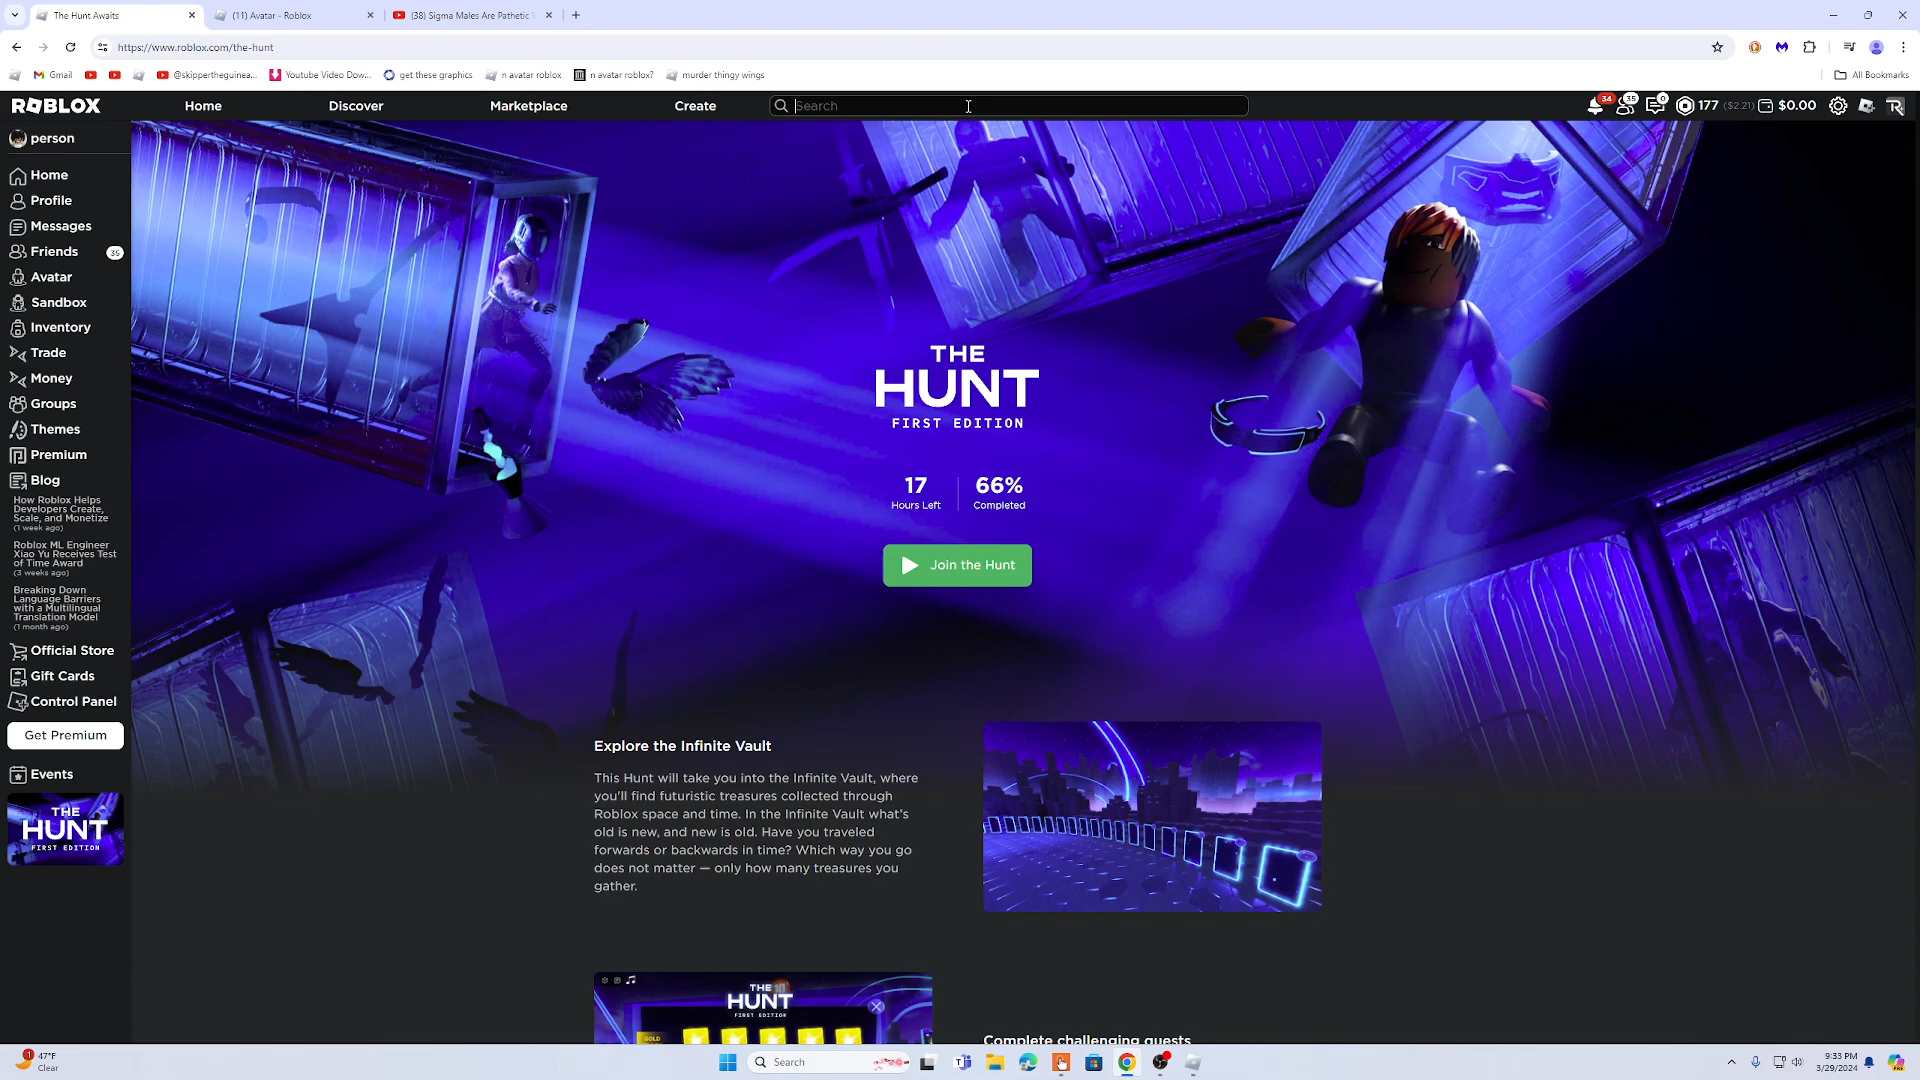 The Hunt Awaits
(11) Avatar - Roblox
(38) Sigma Males Are Pathetic
https://www.roblox.com/the-hunt
Gmail
@skippertheguinea...
Youtube Video Dow...
get these graphics
n avatar roblox
n avatar roblox?
murder thingy wings
All Bookmarks
ROBLOX
Home
Discover
Marketplace
Create
Search
34
35
0
177 ($2.21)
$0.00
person
Home
Profile
Messages
Friends
35
Avatar
Sandbox
Inventory
Trade
Money
Groups
Themes
Premium
Blog
How Roblox Helps
Developers Create,
Scale, and Monetize
(1 week ago)
Roblox ML Engineer
Xiao Yu Receives Test
of Time Award
(3 weeks ago)
Breaking Down
Language Barriers
with a Multilingual
Translation Model
(1 month ago)
Official Store
Gift Cards
Control Panel
Get Premium
Events
THE
HUNT
FIRST EDITION
THE
HUNT
FIRST EDITION
17
Hours Left
66%
Completed
Join the Hunt
Explore the Infinite Vault
This Hunt will take you into the Infinite Vault, where
you'll find futuristic treasures collected through
Roblox space and time. In the Infinite Vault what's
old is new, and new is old. Have you traveled
forwards or backwards in time? Which way you go
does not matter — only how many treasures you
gather.
THE
HUNT
FIRST EDITION
GOLD
Complete challenging quests
1
47°F
Clear
Search
9:33 PM
3/29/2024